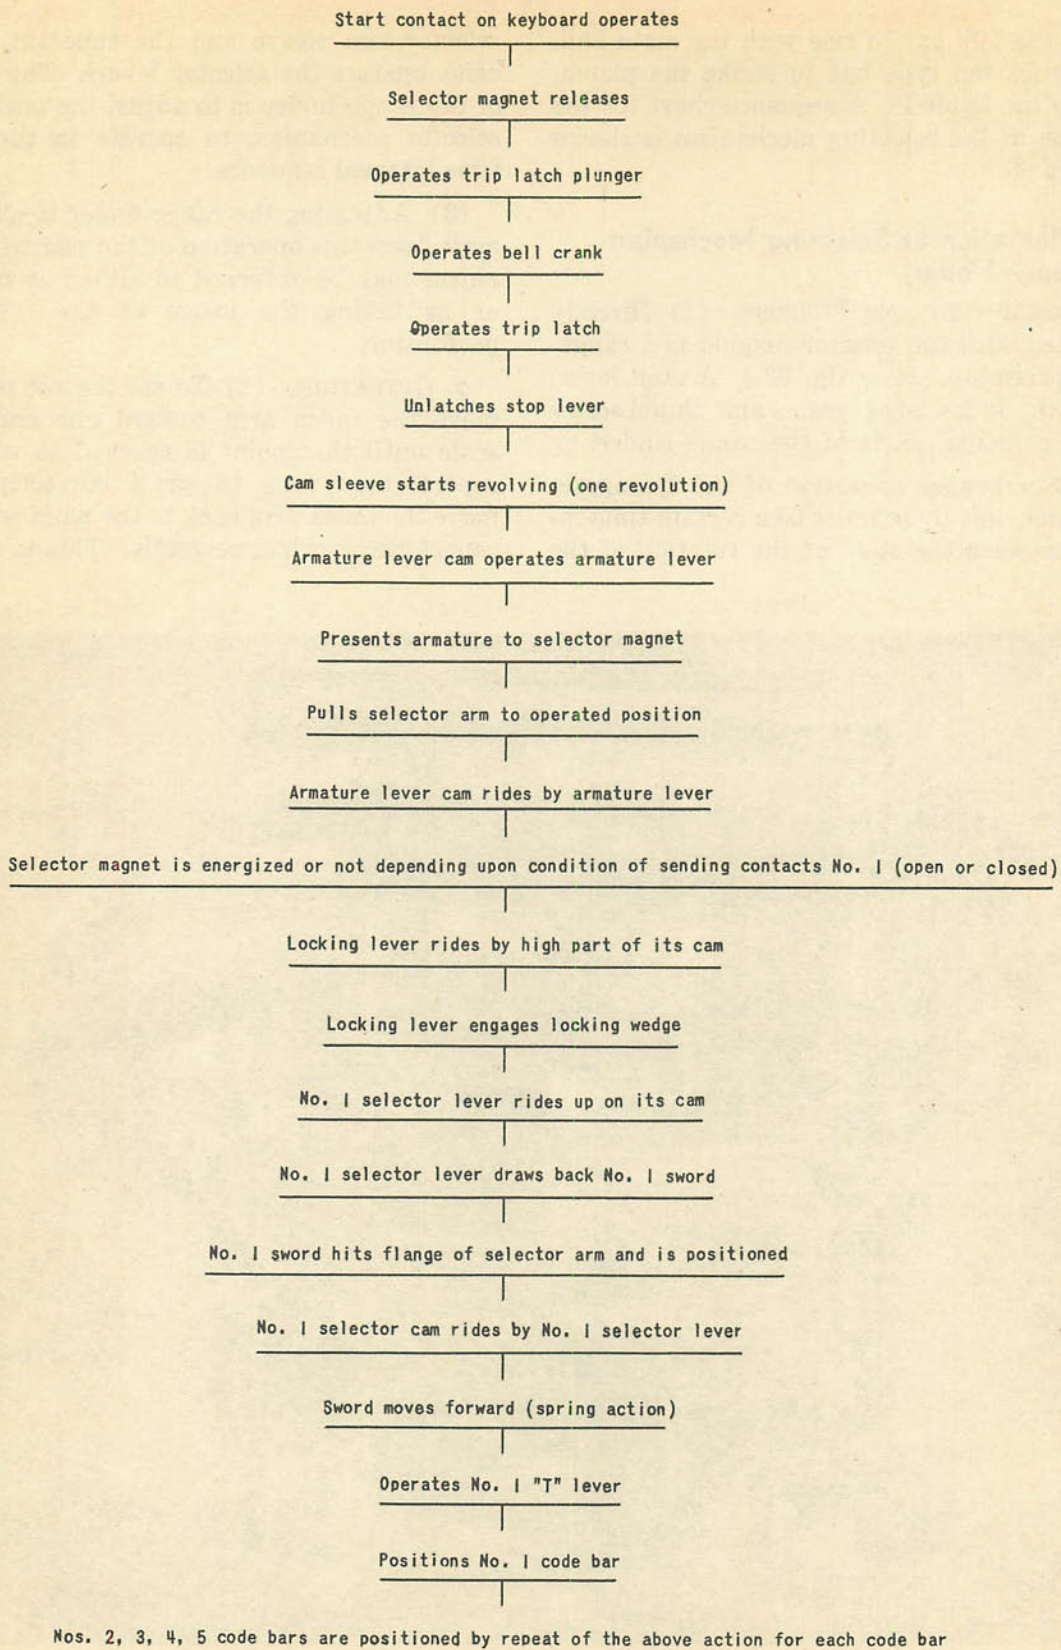 Start contact on keyboard operates
Selector magnet releases
Operates trip latch plunger
Operates bell crank
Operates trip latch
Unlatches stop lever
Cam sleeve starts revolving (one revolution)
Armature lever cam operates armature lever
Presents armature to selector magnet
Pulls selector arm to operated position
Armature lever cam rides by armature lever
Selector magnet is energized or not depending upon condition of sending contacts No. 1 (open or closed)
Locking lever rides by high part of its cam
Locking lever engages locking wedge
No. 1 selector lever rides up on its cam
No. 1 selector lever draws back No. 1 sword
No. 1 sword hits flange of selector arm and is positioned
No. 1 selector cam rides by No. 1 selector lever
Sword moves forward (spring action)
Operates No. 1 "T" lever
Positions No. 1 code bar
Nos. 2, 3, 4, 5 code bars are positioned by repeat of the above action for each code bar